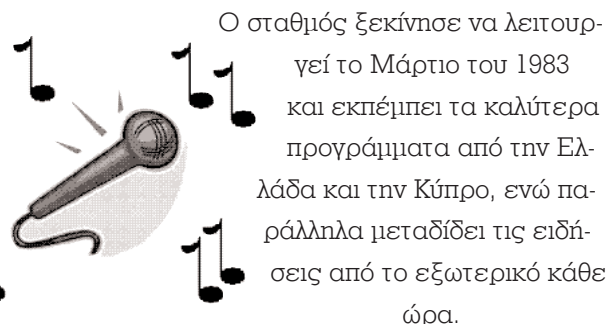 Ο σταθμός ξεκίνησε να λειτουρ-
γεί το Μάρτιο του 1983
και εκπέμπει τα καλύτερα
προγράμματα από την Ελ-
λάδα και την Κύπρο, ενώ πα-
ράλληλα μεταδίδει τις ειδή-
σεις από το εξωτερικό κάθε
ώρα.